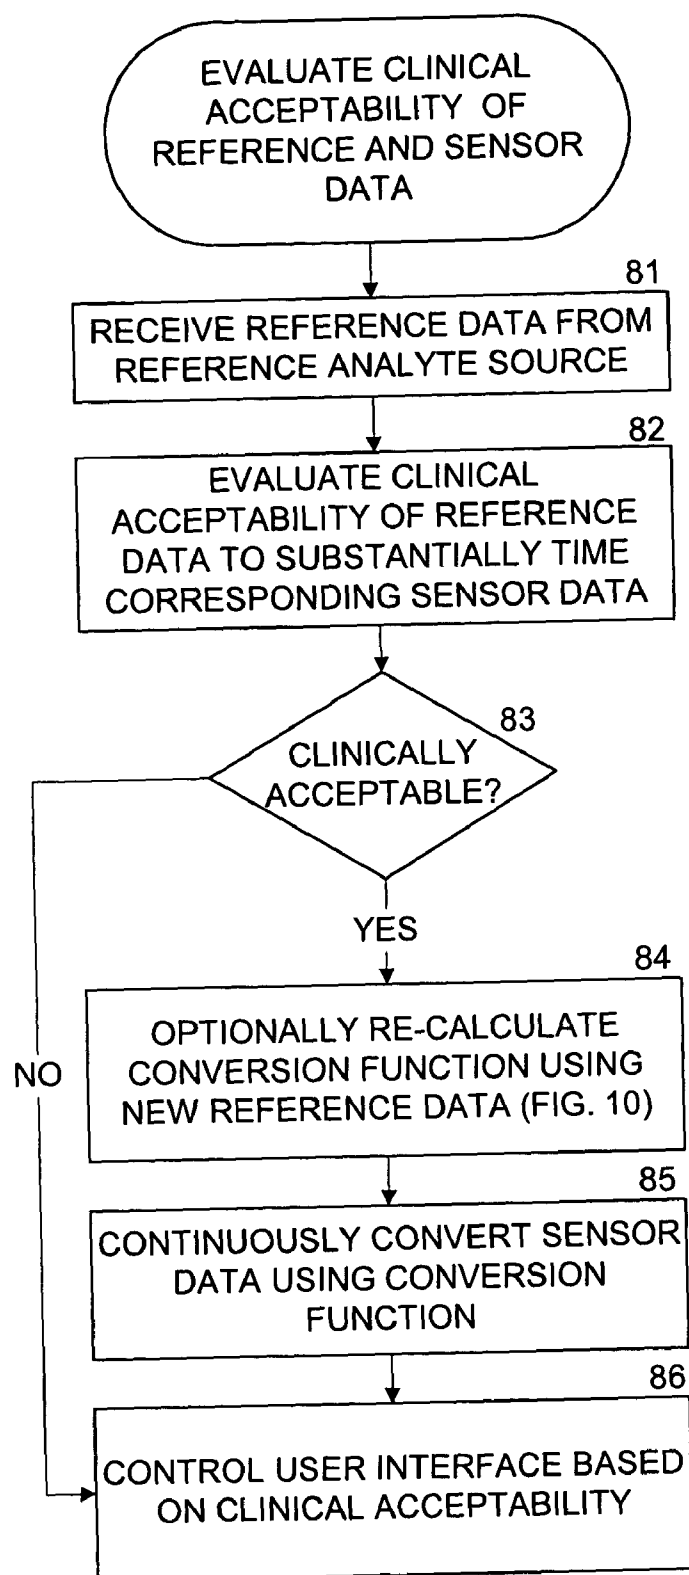 EVALUATE CLINICAL
ACCEPTABILITY OF
REFERENCE AND SENSOR
DATA
81
RECEIVE REFERENCE DATA FROM
REFERENCE ANALYTE SOURCE
82
EVALUATE CLINICAL
ACCEPTABILITY OF REFERENCE
DATA TO SUBSTANTIALLY TIME
CORRESPONDING SENSOR DATA
83
CLINICALLY
ACCEPTABLE?
YES
84
OPTIONALLY RE-CALCULATE
CONVERSION FUNCTION USING
NEW REFERENCE DATA (FIG. 10)
NO
85
CONTINUOUSLY CONVERT SENSOR
DATA USING CONVERSION
FUNCTION
86
CONTROL USER INTERFACE BASED
ON CLINICAL ACCEPTABILITY